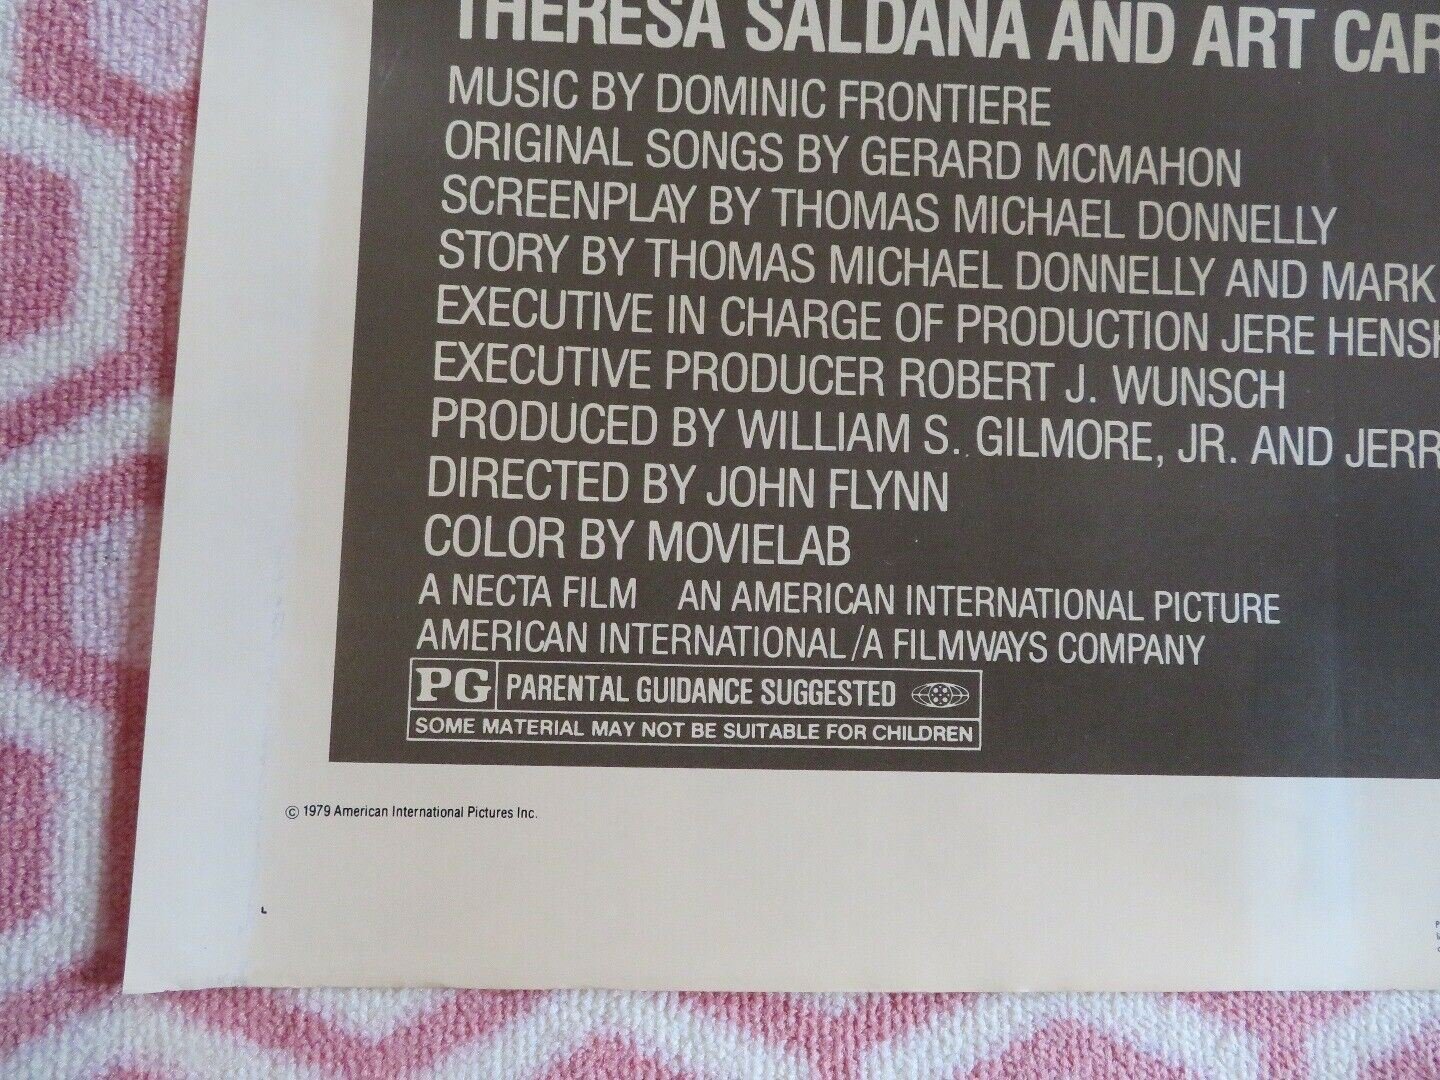 THERESA SALDANA AND ART CAR
MUSIC BY DOMINIC FRONTIERE
ORIGINAL SONGS BY GERARD MCMAHON
SCREENPLAY BY THOMAS MICHAEL DONNELLY
STORY BY THOMAS MICHAEL DONNELLY AND MARK
EXECUTIVE IN CHARGE OF PRODUCTION JERE HENSH
EXECUTIVE PRODUCER ROBERT J. WUNSCH
PRODUCED BY WILLIAM S. GILMORE, JR. AND JERR
DIRECTED BY JOHN FLYNN
COLOR BY MOVIELAB
A NECTA FILM AN AMERICAN INTERNATIONAL PICTURE
AMERICAN INTERNATIONAL/A FILMWAYS COMPANY
PG PARENTAL GUIDANCE SUGGESTED
SOME MATERIAL MAY NOT BE SUITABLE FOR CHILDREN
© 1979 American International Pictures Inc.